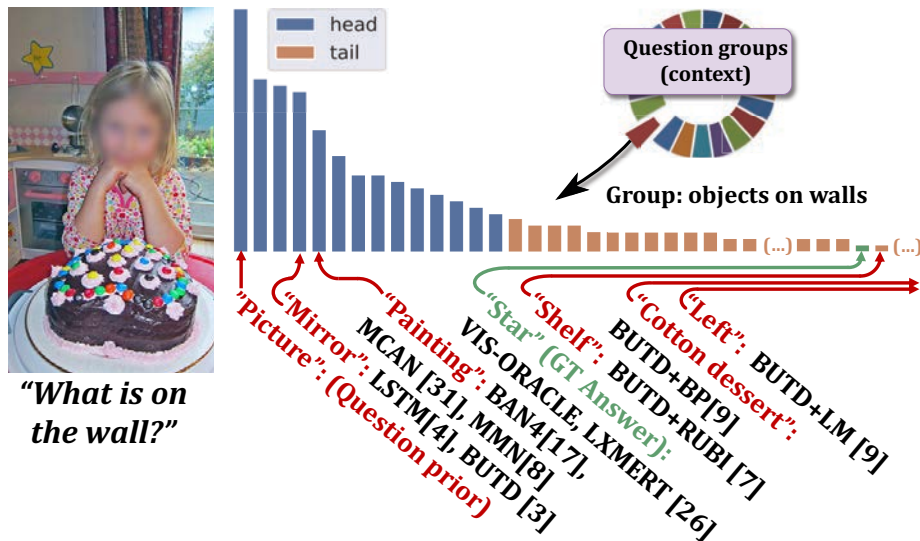 head
tail
Question groups
(context)
Group: objects on walls
(...)
(...)
”Picture”: (Question prior)
“Mirror”:
LSTM[4], BUTD [3]
“Painting”: BAN4[17],
MCAN [31], MMN[8]
“Star” (GT Answer):
VIS-ORACLE, LXMERT [26]
“Shelf”: BUTD+RUBI [7]
“Cotton dessert”:
BUTD+BP[9]
“Left”: BUTD+LM [9]
“What is on
the wall?”